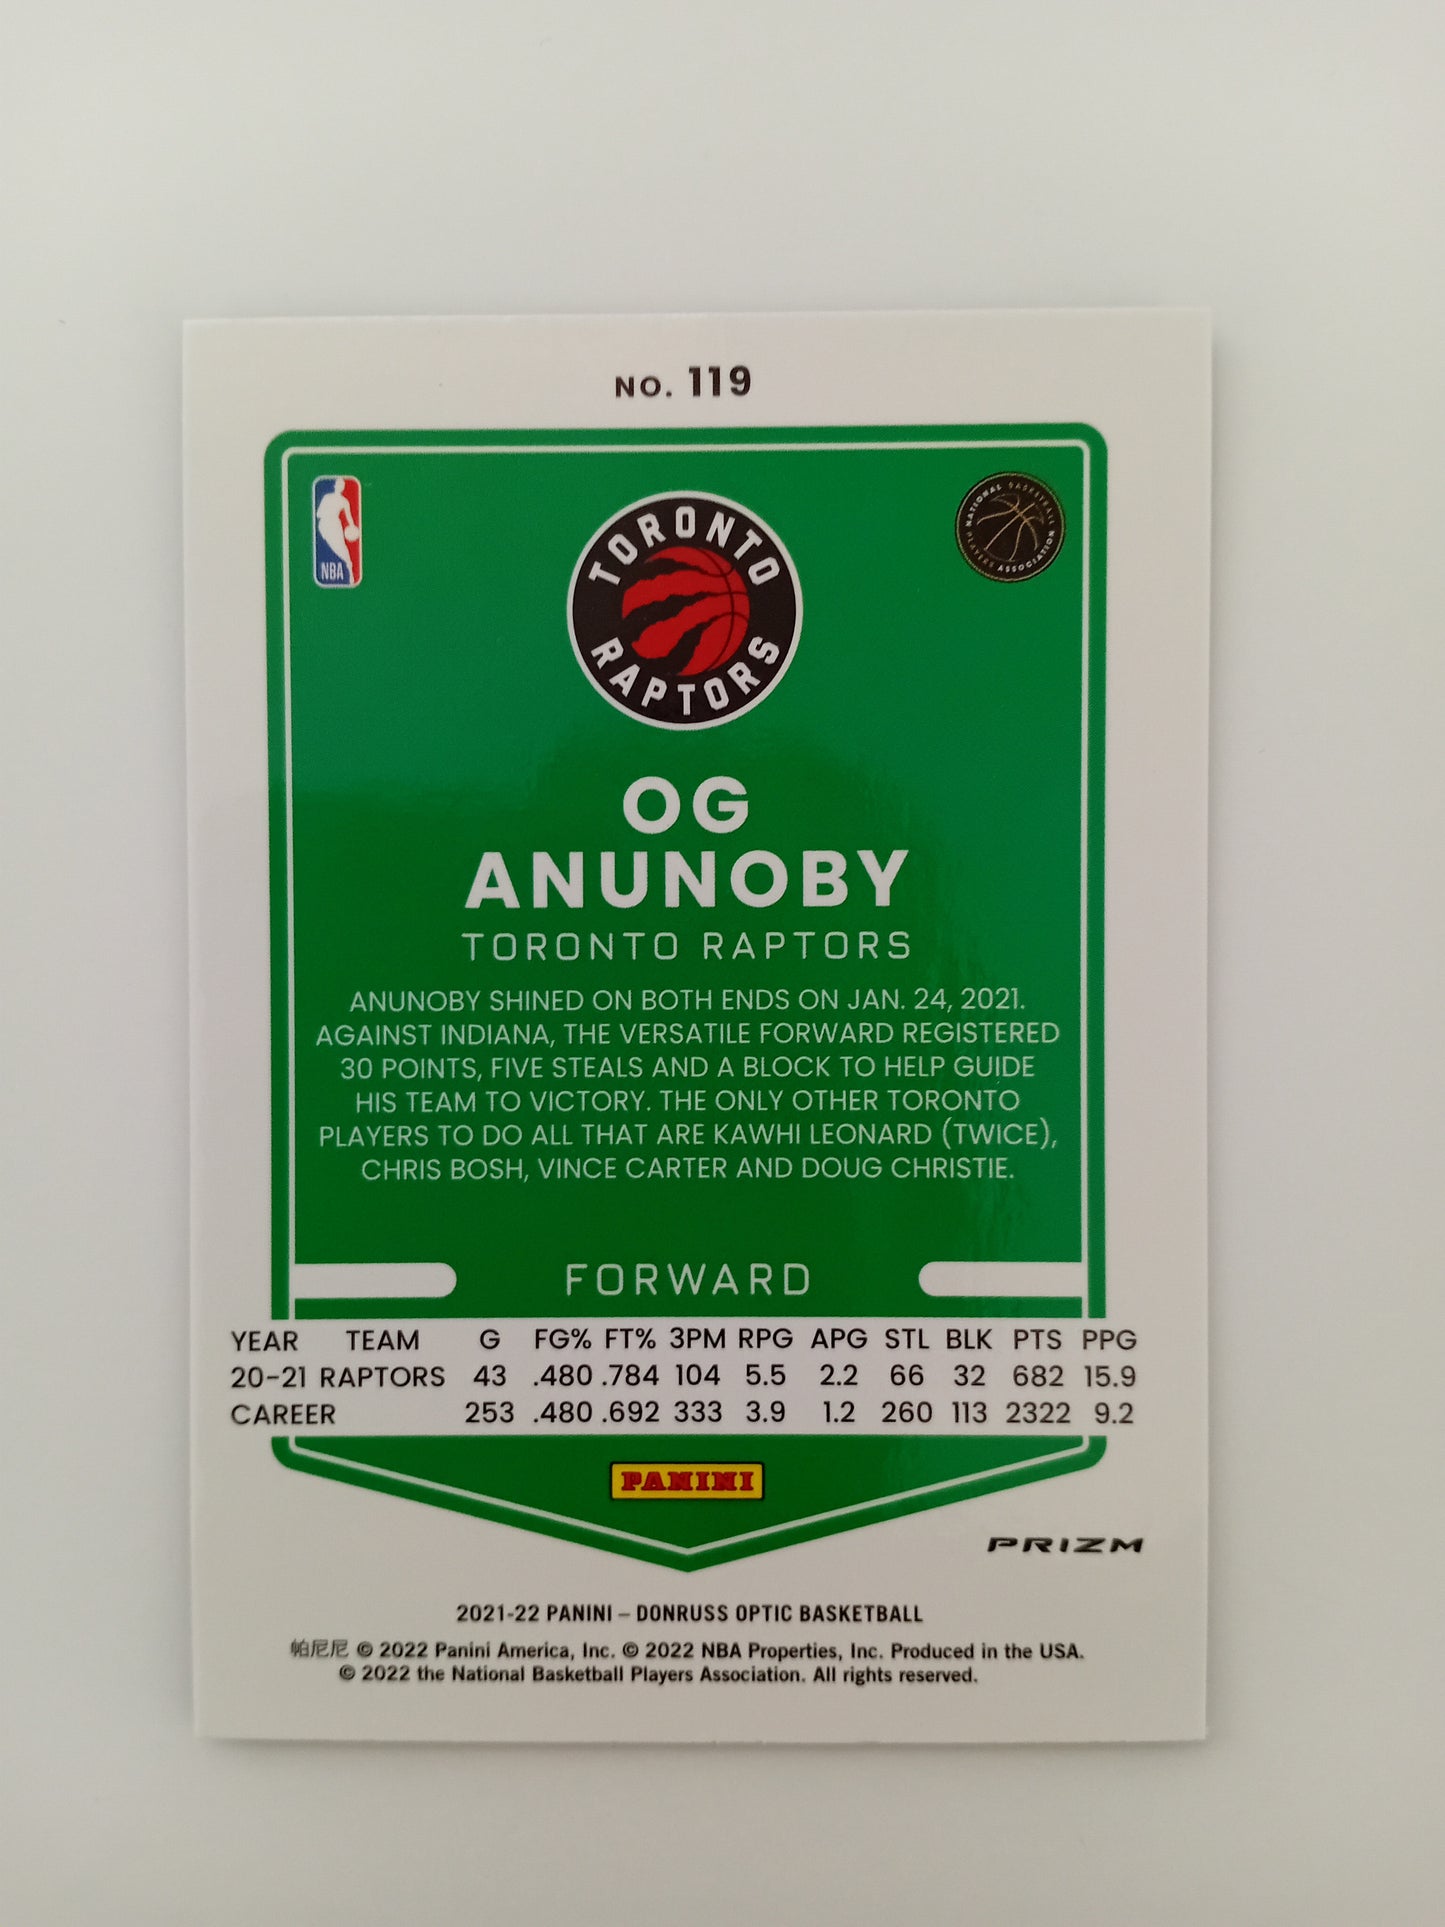 NO. 119
NBA
NATIONAL BASKETBALL
PLAYERS ASSOCIATION
TORONTO
RAPTORS
OG
ANUNOBY
TORONTO RAPTORS
ANUNOBY SHINED ON BOTH ENDS ON JAN. 24, 2021.
AGAINST INDIANA, THE VERSATILE FORWARD REGISTERED
30 POINTS, FIVE STEALS AND A BLOCK TO HELP GUIDE
HIS TEAM TO VICTORY. THE ONLY OTHER TORONTO
PLAYERS TO DO ALL THAT ARE KAWHI LEONARD (TWICE),
CHRIS BOSH, VINCE CARTER AND DOUG CHRISTIE.
FORWARD
YEAR TEAM G FG% FT% 3PM RPG APG STL BLK PTS PPG
20-21 RAPTORS 43 .480 .784 104 5.5 2.2 66 32 682 15.9
CAREER 253 .480 .692 333 3.9 1.2 260 113 2322 9.2
PANINI
PRIZM
2021-22 PANINI – DONRUSS OPTIC BASKETBALL
帕尼尼 © 2022 Panini America, Inc. © 2022 NBA Properties, Inc. Produced in the USA.
© 2022 the National Basketball Players Association. All rights reserved.